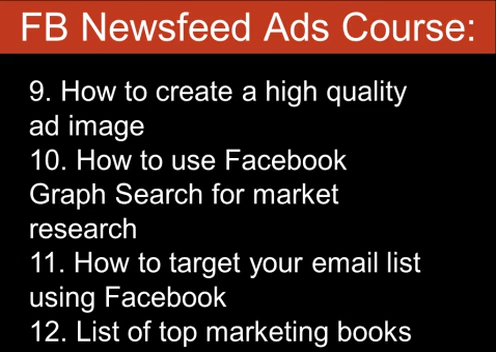 FB Newsfeed Ads Course:
9. How to create a high quality
ad image
10. How to use Facebook
Graph Search for market
research
11. How to target your email list
using Facebook
12. List of top marketing books